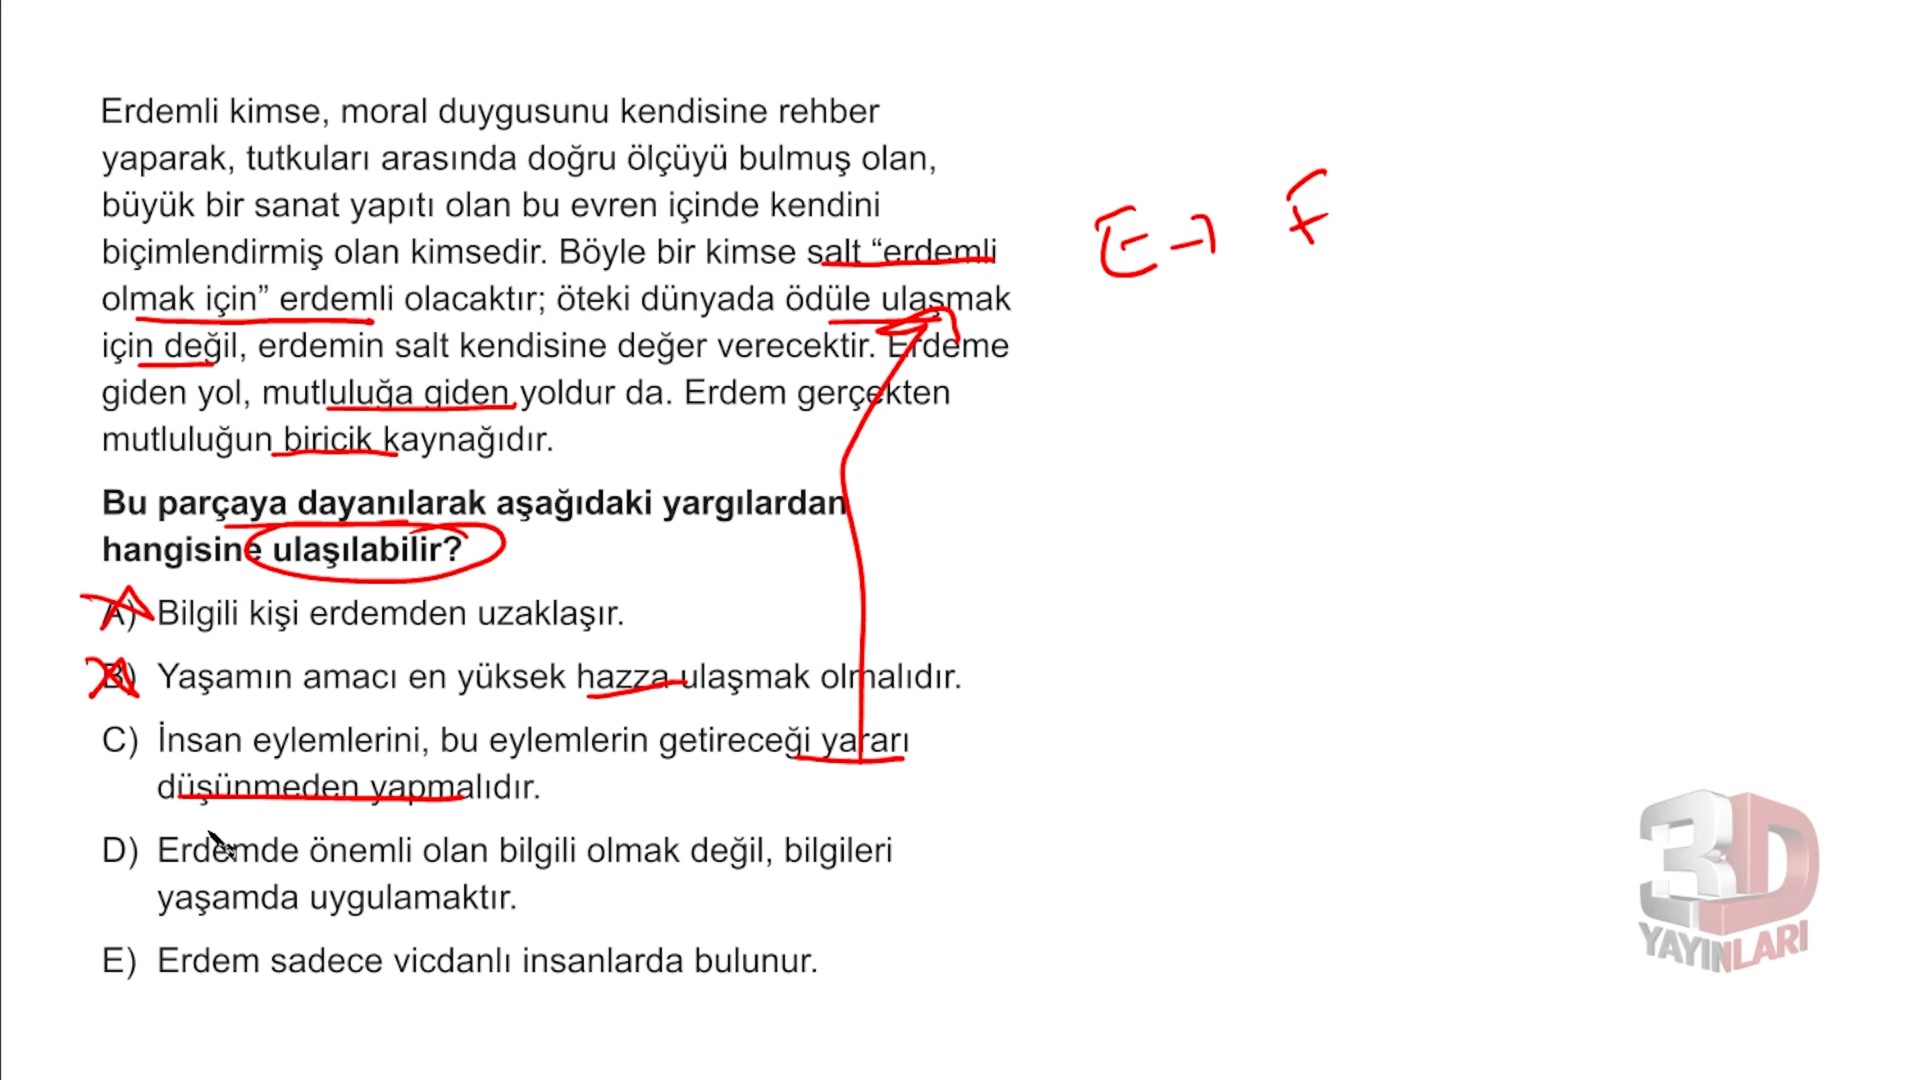 Erdemli kimse, moral duygusunu kendisine rehber
yaparak, tutkuları arasında doğru ölçüyü bulmuş olan,
büyük bir sanat yapıtı olan bu evren içinde kendini
biçimlendirmiş olan kimsedir. Böyle bir kimse salt “erdemli
olmak için” erdemli olacaktır; öteki dünyada ödüle ulaşmak
için değil, erdemin salt kendisine değer verecektir. Erdeme
giden yol, mutluluğa giden yoldur da. Erdem gerçekten
mutluluğun biricik kaynağıdır.
Bu parçaya dayanılarak aşağıdaki yargılardan
hangisine ulaşılabilir?
A) Bilgili kişi erdemden uzaklaşır.
B) Yaşamın amacı en yüksek hazza ulaşmak olmalıdır.
C) İnsan eylemlerini, bu eylemlerin getireceği yararı
düşünmeden yapmalıdır.
D) Erdemde önemli olan bilgili olmak değil, bilgileri
yaşamda uygulamaktır.
E) Erdem sadece vicdanlı insanlarda bulunur.
3D
YAYINLARI